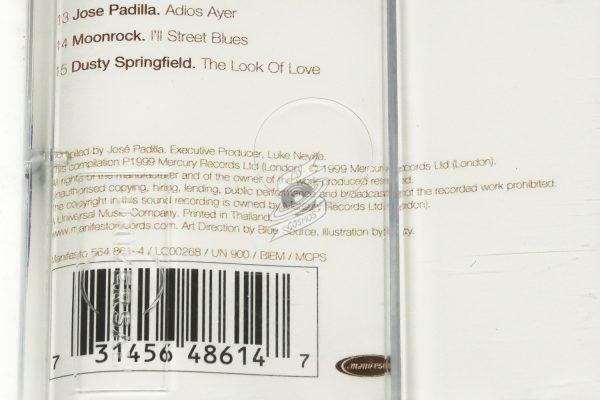 13 Jose Padilla. Adios Ayer
14 Moonrock. I'll Street Blues
15 Dusty Springfield. The Look Of Love
compiled by José Padilla. Executive Producer, Luke Neville.
this compilation P1999 Mercury Records Ltd (London). © 1999 Mercury Records Ltd (London).
All rights of the manufacturer and of the owner of the work produced reserved.
unauthorised copying, hiring, lending, public performance and broadcasting of the recorded work prohibited.
The copyright in this sound recording is owned by Mercury Records Ltd (London).
A Universal Music Company. Printed in Thailand.
www.manifestorecords.com. Art Direction by Blue Source. Illustration by
Manifesto 564 861-4 / LC00268 / UN 900 / BIEM / MCPS
COSMOS
7 31456 48614 7
manifesto